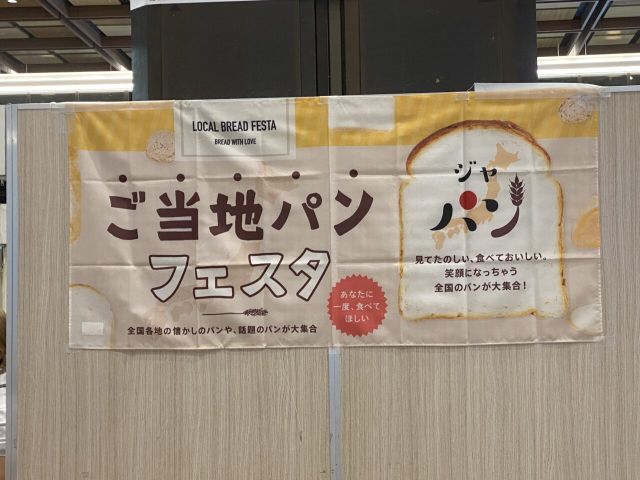 LOCAL BREAD FESTA
BREAD WITH LOVE
ご当地パン
フェスタ
全国各地の懐かしのパンや、話題のパンが大集合
あなたに
一度、食べて
ほしい
ジャ
パン
見てたのしい、食べておいしい。
笑顔になっちゃう
全国のパンが大集合！